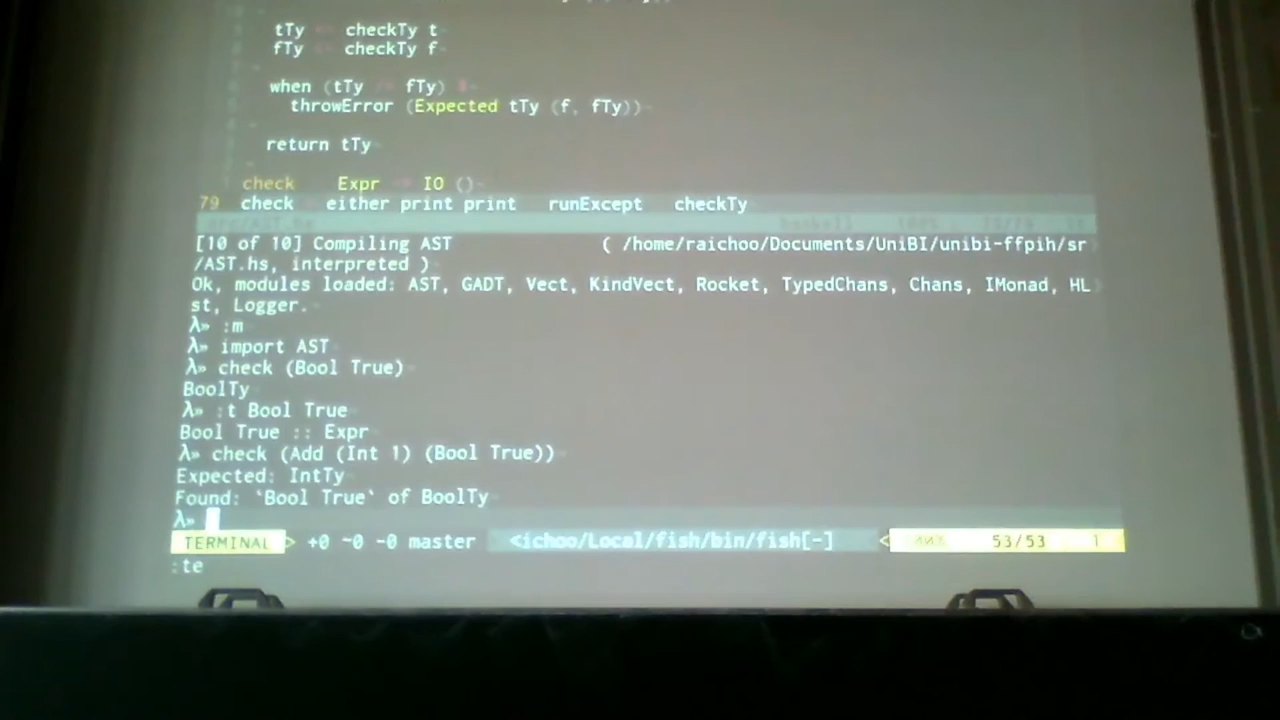 tTy checkTy t
fTy checkTy f
when (tTy fTy)
throwError (Expected tTy (f, fTy))
return tTy
check Expr IO ()
79 check either print print runExcept checkTy
[10 of 10] Compiling AST ( /home/raichoo/Documents/UniBI/unibi-ffpih/sr
/AST.hs, interpreted )
Ok, modules loaded: AST, GADT, Vect, KindVect, Rocket, TypedChans, Chans, IMonad, HL
st, Logger.
λ» :m
λ» import AST
λ» check (Bool True)
BoolTy
λ» :t Bool True
Bool True :: Expr
λ» check (Add (Int 1) (Bool True))
Expected: IntTy
Found: `Bool True` of BoolTy
λ»
TERMINAL > +0 ~0 -0 master <ichoo/Local/fish/bin/fish[-] < 53/53 1
:te